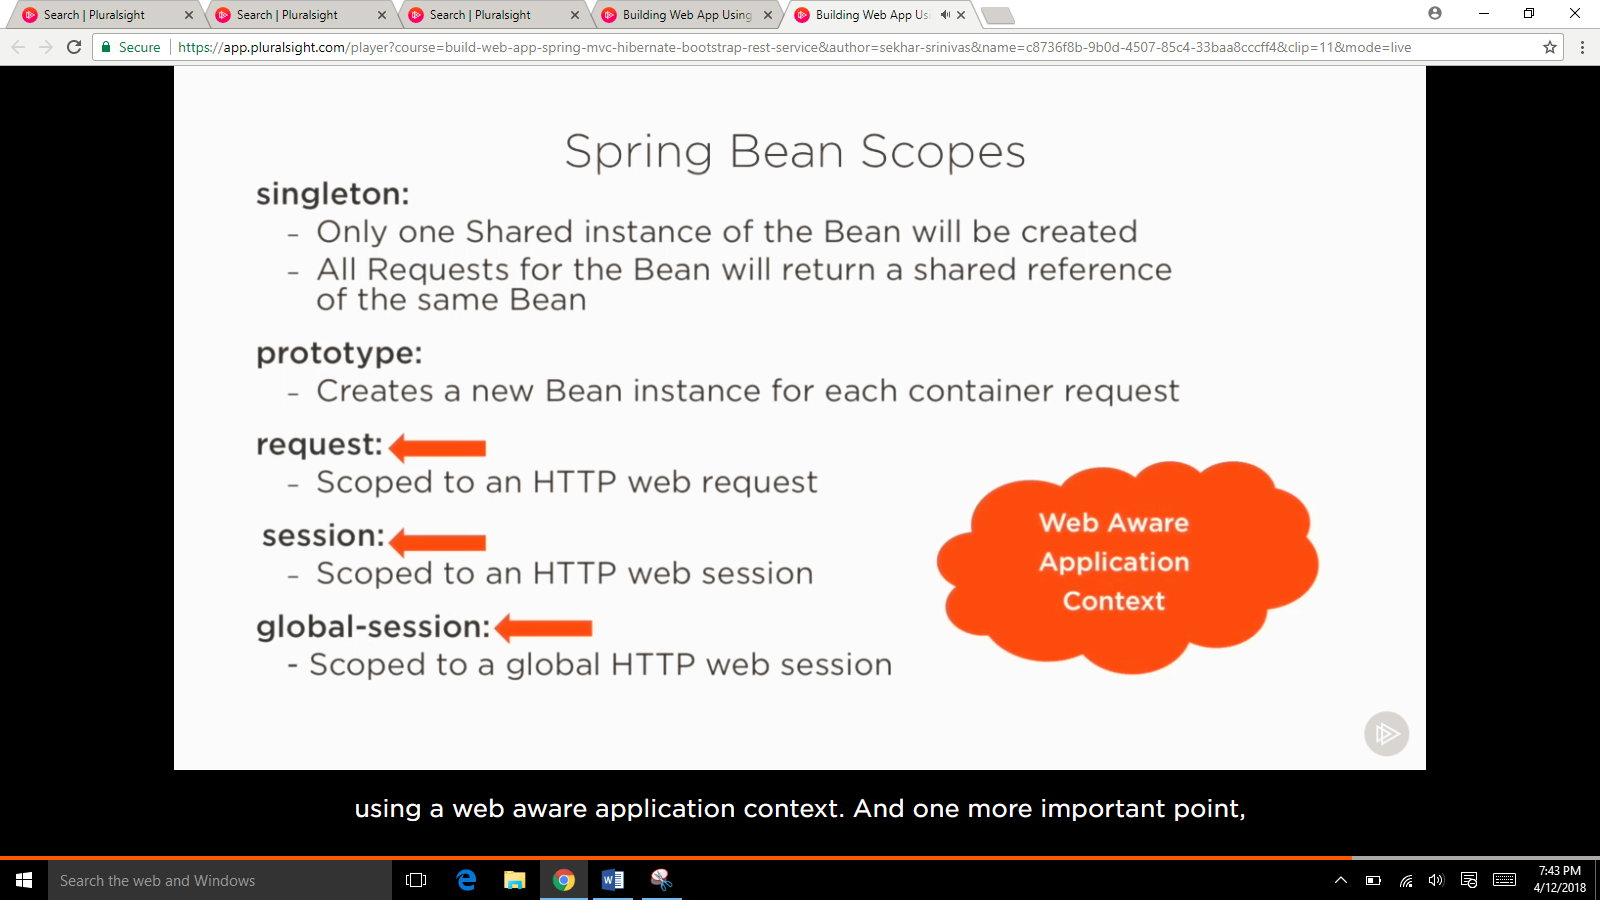 Search | Pluralsight
Search | Pluralsight
Search | Pluralsight
Building Web App Using
Building Web App Us
Secure
https://app.pluralsight.com/player?course=build-web-app-spring-mvc-hibernate-bootstrap-rest-service&author=sekhar-srinivas&name=c8736f8b-9b0d-4507-85c4-33baa8cccff4&clip=11&mode=live
Spring Bean Scopes
singleton:
- Only one Shared instance of the Bean will be created
- All Requests for the Bean will return a shared reference
of the same Bean
prototype:
- Creates a new Bean instance for each container request
request:
- Scoped to an HTTP web request
session:
- Scoped to an HTTP web session
global-session:
- Scoped to a global HTTP web session
Web Aware
Application
Context
using a web aware application context. And one more important point,
Search the web and Windows
7:43 PM
4/12/2018